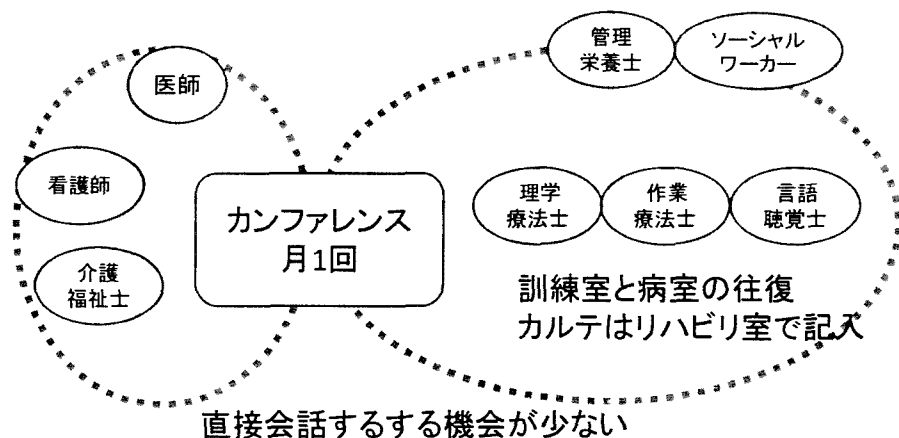 医師
看護師
介護
福祉士
カンファレンス
月1回
管理
栄養士
ソーシャル
ワーカー
理学
療法士
作業
療法士
言語
聴覚士
訓練室と病室の往復
カルテはリハビリ室で記入
直接会話するする機会が少ない